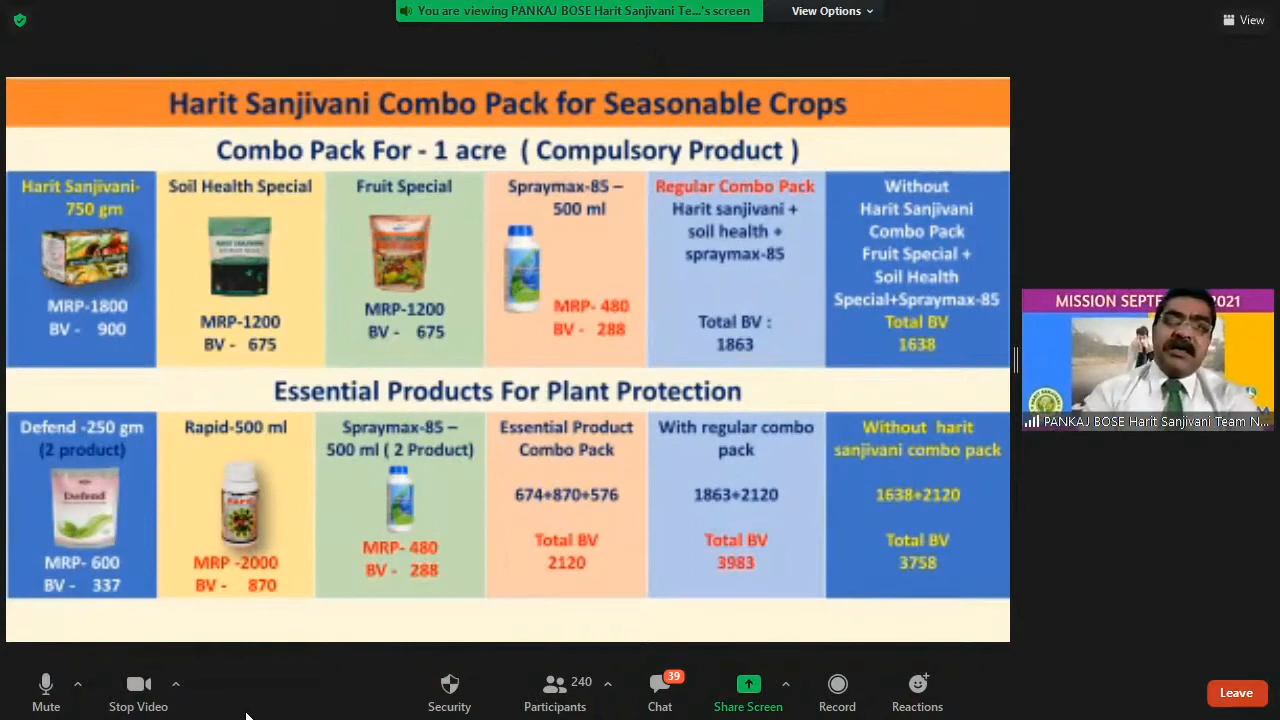 You are viewing PANKAJ BOSE Harit Sanjivani Te...'s screen
View Options
View
Harit Sanjivani Combo Pack for Seasonable Crops
Combo Pack For - 1 acre ( Compulsory Product )
Harit Sanjivani-
750 gm
MRP-1800
BV - 900
Soil Health Special
MRP-1200
BV - 675
Fruit Special
MRP-1200
BV - 675
Spraymax-85 –
500 ml
MRP- 480
BV - 288
Regular Combo Pack
Harit sanjivani +
soil health +
spraymax-85
Total BV :
1863
Without
Harit Sanjivani
Combo Pack
Fruit Special +
Soil Health
Special+Spraymax-85
Total BV
1638
Essential Products For Plant Protection
Defend -250 gm
(2 product)
Defend
MRP- 600
BV - 337
Rapid-500 ml
MRP -2000
BV - 870
Spraymax-85 –
500 ml ( 2 Product)
MRP- 480
BV - 288
Essential Product
Combo Pack
674+870+576
Total BV
2120
With regular combo
pack
1863+2120
Total BV
3983
Without harit
sanjivani combo pack
1638+2120
Total BV
3758
MISSION SEPTE 2021
PANKAJ BOSE Harit Sanjivani Team N...
Mute
Stop Video
Security
240
Participants
39
Chat
Share Screen
Record
Reactions
Leave